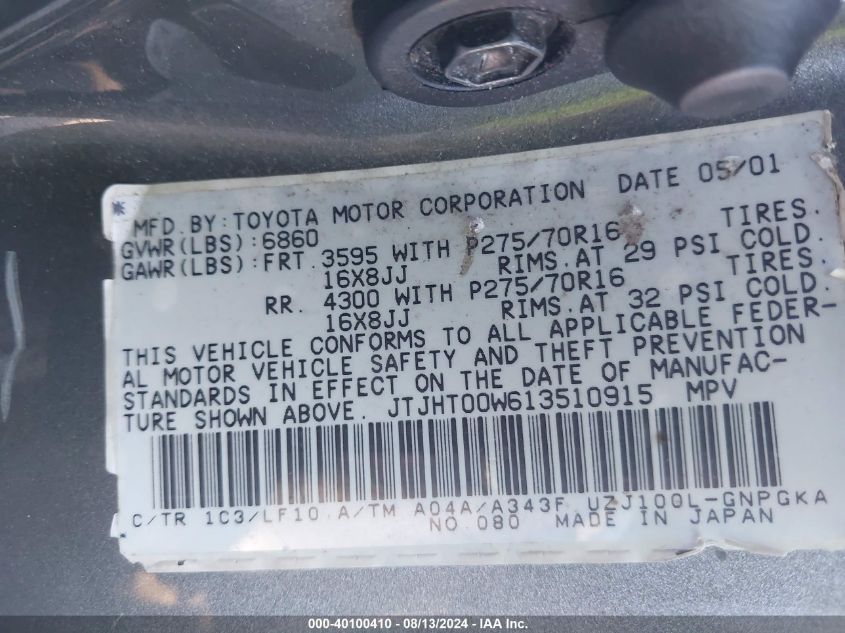 MFD.BY:TOYOTA MOTOR CORPORATION DATE 05/01
GVWR(LBS):6860
GAWR(LBS):FRT. 3595 WITH P275/70R16 TIRES.
16X8JJ RIMS.AT 29 PSI COLD.
RR. 4300 WITH P275/70R16 TIRES.
16X8JJ RIMS.AT 32 PSI COLD.
THIS VEHICLE CONFORMS TO ALL APPLICABLE FEDER-
AL MOTOR VEHICLE SAFETY AND THEFT PREVENTION
STANDARDS IN EFFECT ON THE DATE OF MANUFAC-
TURE SHOWN ABOVE. JTJHT00W613510915 MPV
C/TR 1C3/LF10 A/TM A04A/A343F UZJ100L-GNPGKA
NO.080 MADE IN JAPAN
000-40100410 - 08/13/2024 - IAA Inc.